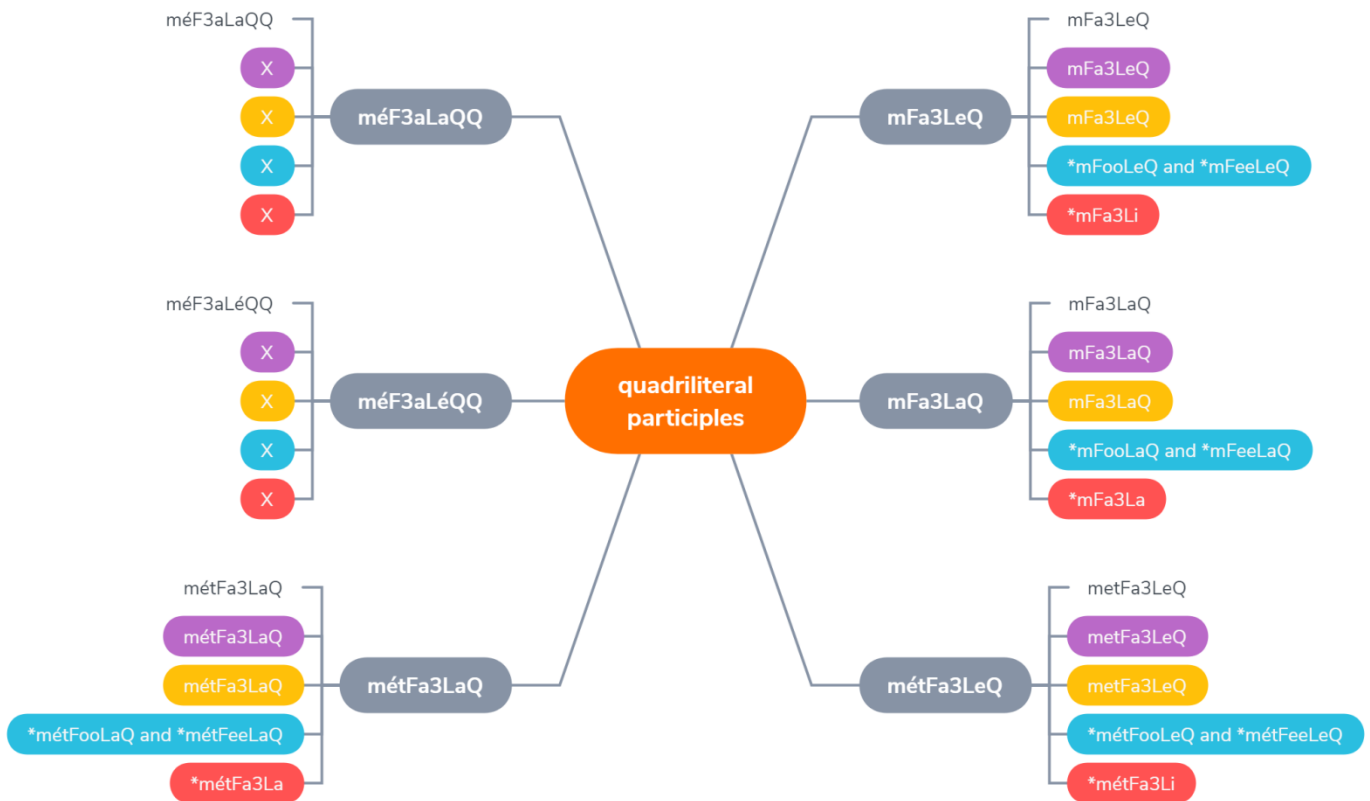 quadriliteral
participles
méF3aLaQQ
méF3aLaQQ
X
X
X
X
méF3aLéQQ
méF3aLéQQ
X
X
X
X
métFa3LaQ
métFa3LaQ
métFa3LaQ
métFa3LaQ
*métFooLaQ and *métFeeLaQ
*métFa3La
mFa3LeQ
mFa3LeQ
mFa3LeQ
mFa3LeQ
*mFooLeQ and *mFeeLeQ
*mFa3Li
mFa3LaQ
mFa3LaQ
mFa3LaQ
mFa3LaQ
*mFooLaQ and *mFeeLaQ
*mFa3La
métFa3LeQ
metFa3LeQ
metFa3LeQ
metFa3LeQ
*métFooLeQ and *métFeeLeQ
*métFa3Li